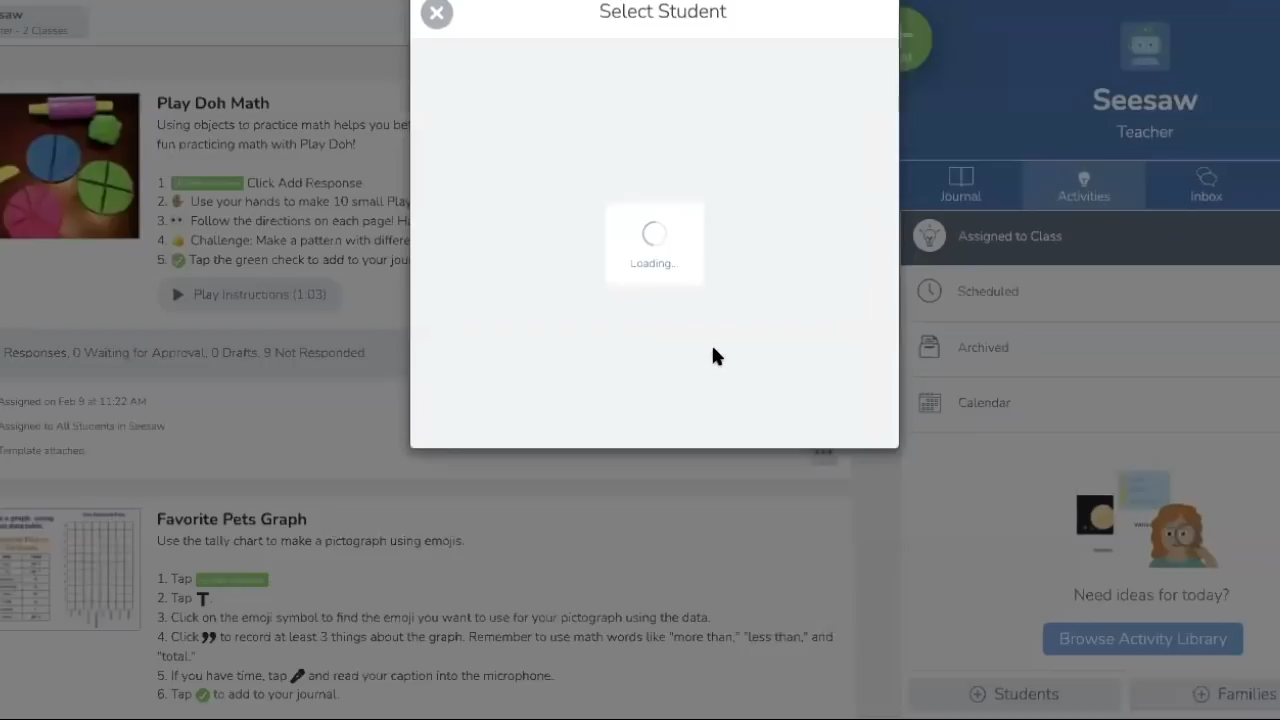 saw
er - 2 Classes
Select Student
Loading...
Play Doh Math
Using objects to practice math helps you be
fun practicing math with Play Doh!
1. Click Add Response
2. Use your hands to make 10 small Play
3. Follow the directions on each page! Ha
4. Challenge: Make a pattern with differe
5. Tap the green check to add to your jou
Play Instructions (1:03)
Responses, 0 Waiting for Approval, 0 Drafts, 9 Not Responded
Assigned on Feb 9 at 11:22 AM
Assigned to All Students in Seesaw
Template attached.
Favorite Pets Graph
Use the tally chart to make a pictograph using emojis.
1. Tap
2. Tap T.
3. Click on the emoji symbol to find the emoji you want to use for your pictograph using the data.
4. Click to record at least 3 things about the graph. Remember to use math words like "more than," "less than," and
"total."
5. If you have time, tap and read your caption into the microphone.
6. Tap to add to your journal.
Seesaw
Teacher
Journal
Activities
Inbox
Assigned to Class
Scheduled
Archived
Calendar
Need ideas for today?
Browse Activity Library
Students
Families